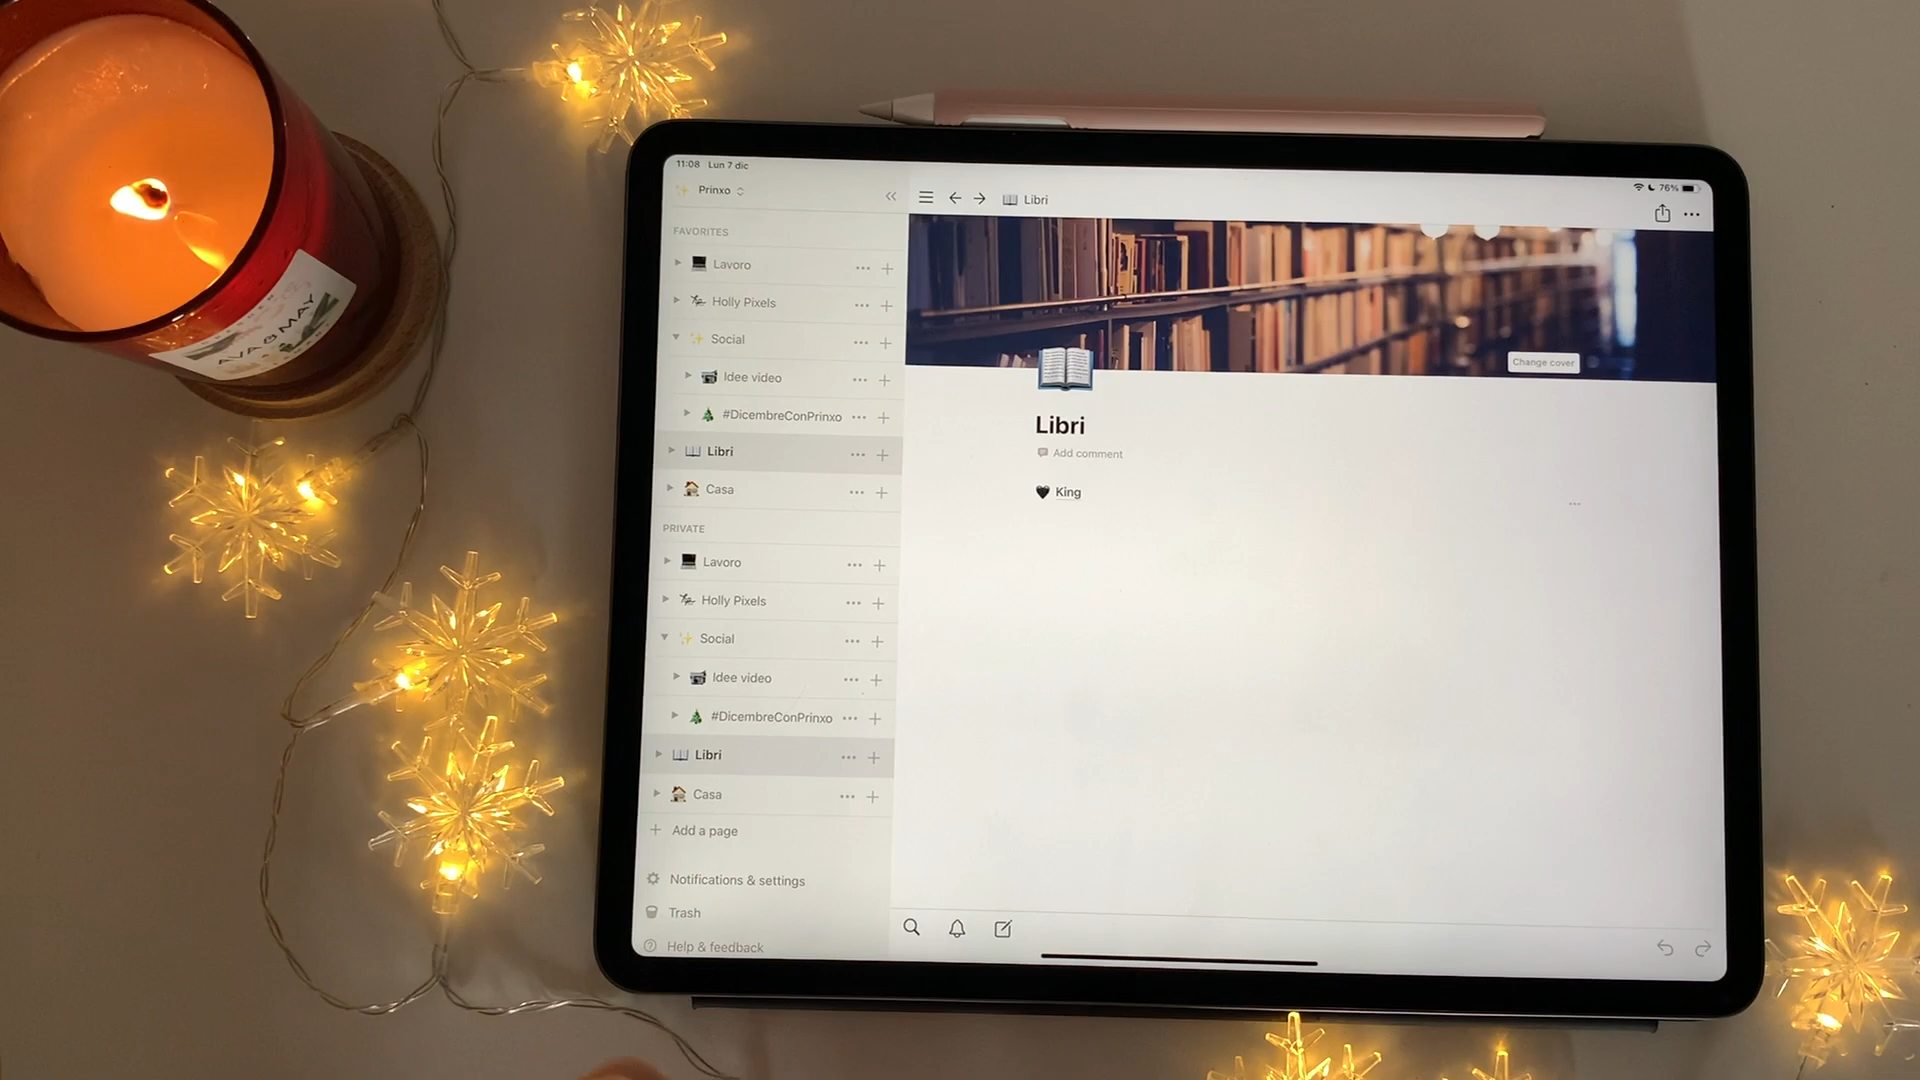 AVA & MAY
11:08 Lun 7 dic
76%
Prinxo
FAVORITES
Lavoro
Holly Pixels
Social
Idee video
#DicembreConPrinxo
Libri
Casa
PRIVATE
Lavoro
Holly Pixels
Social
Idee video
#DicembreConPrinxo
Libri
Casa
Add a page
Notifications & settings
Trash
Help & feedback
Libri
Change cover
Libri
Add comment
King